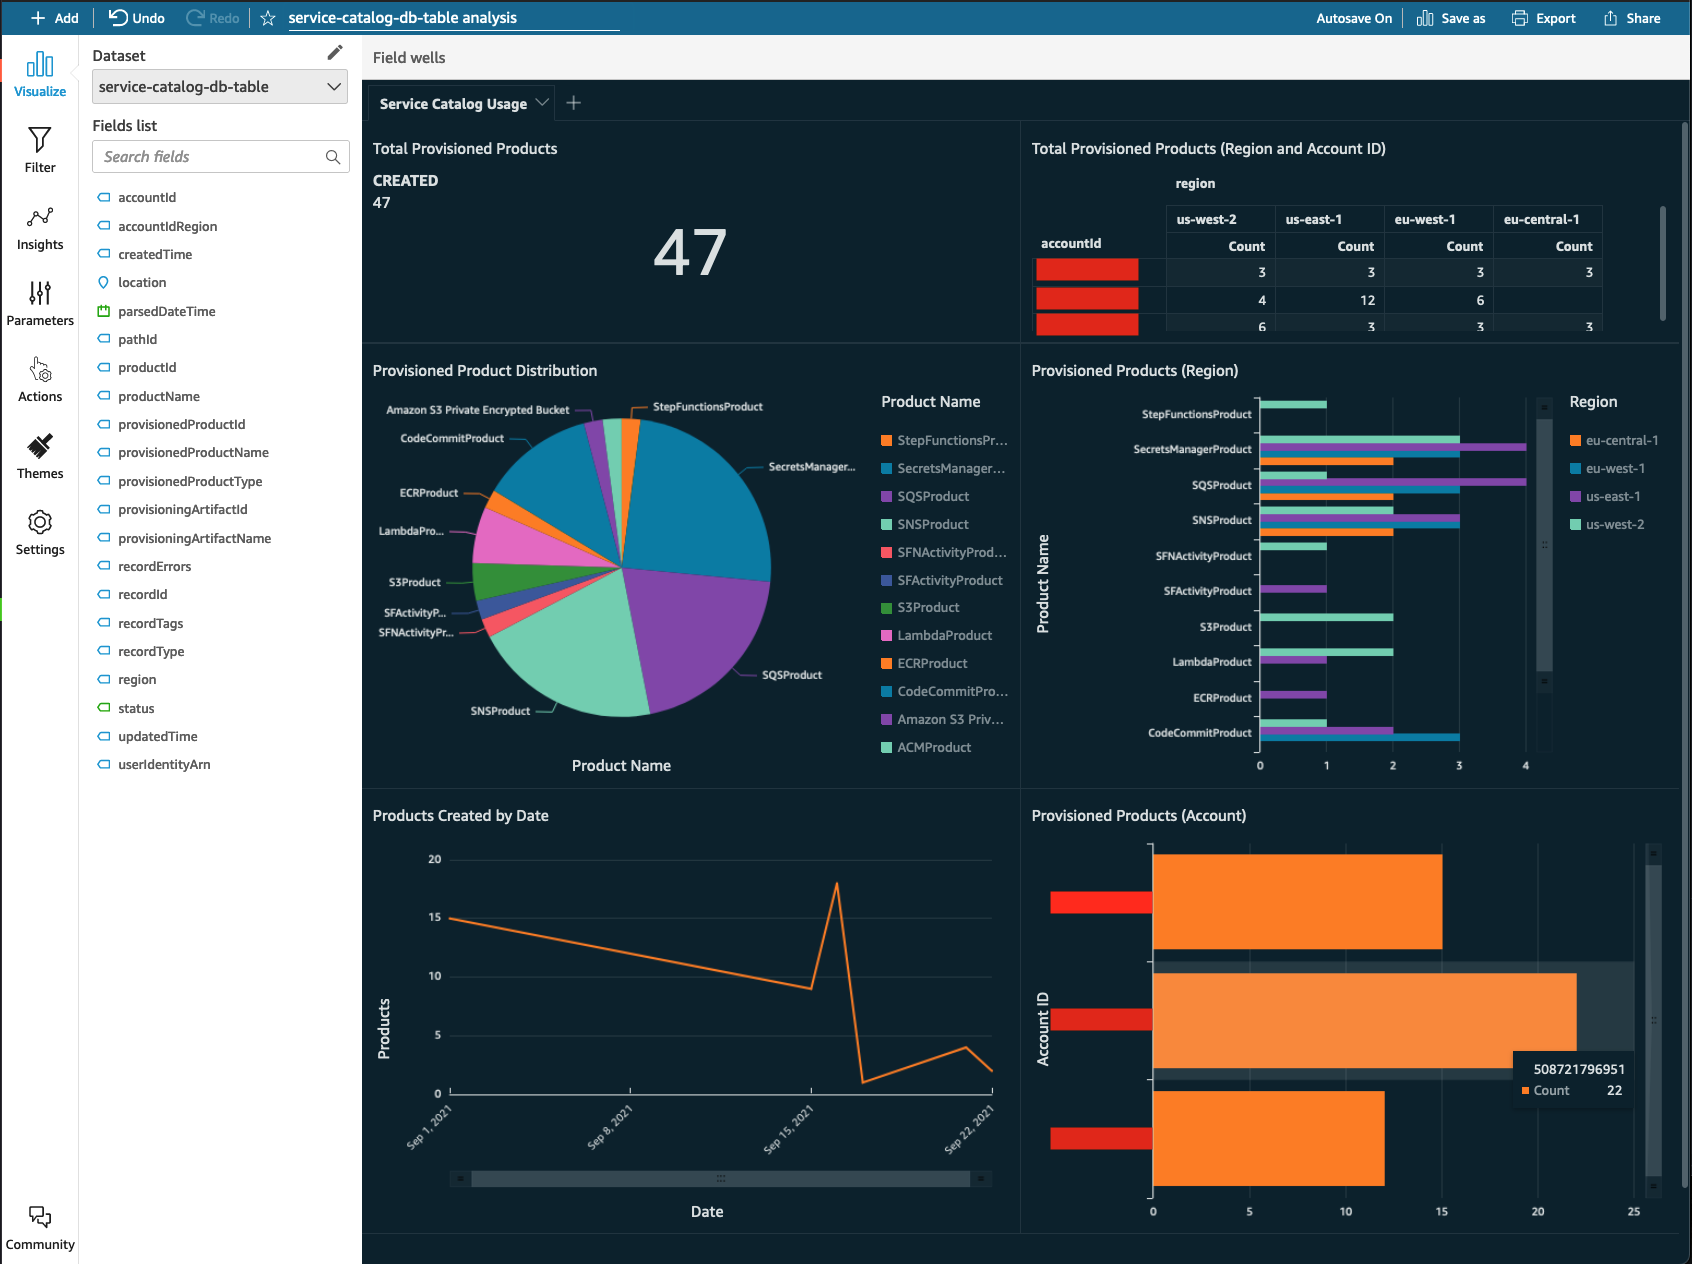 Add
Undo
Redo
service-catalog-db-table analysis
Autosave On
Save as
Export
Share
Visualize
Filter
Insights
Parameters
Actions
Themes
Settings
Community
Dataset
service-catalog-db-table
Fields list
Search fields
accountId
accountIdRegion
createdTime
location
parsedDateTime
pathId
productId
productName
provisionedProductId
provisionedProductName
provisionedProductType
provisioningArtifactId
provisioningArtifactName
recordErrors
recordId
recordTags
recordType
region
status
updatedTime
userIdentityArn
Field wells
Service Catalog Usage
Total Provisioned Products
CREATED
47
47
Total Provisioned Products (Region and Account ID)
region
us-west-2 us-east-1 eu-west-1 eu-central-1
accountId Count Count Count Count
3 3 3 3
4 12 6
6 3 3 3
Provisioned Product Distribution
Amazon S3 Private Encrypted Bucket
StepFunctionsProduct
CodeCommitProduct
SecretsManager...
ECRProduct
LambdaPro...
S3Product
SFActivityP...
SFNActivityPr...
SQSProduct
SNSProduct
Product Name
Product Name
StepFunctionsPr...
SecretsManager...
SQSProduct
SNSProduct
SFNActivityProd...
SFActivityProduct
S3Product
LambdaProduct
ECRProduct
CodeCommitPro...
Amazon S3 Priv...
ACMProduct
Provisioned Products (Region)
Product Name
StepFunctionsProduct
SecretsManagerProduct
SQSProduct
SNSProduct
SFNActivityProduct
SFActivityProduct
S3Product
LambdaProduct
ECRProduct
CodeCommitProduct
0 1 2 3 4
Region
eu-central-1
eu-west-1
us-east-1
us-west-2
Products Created by Date
Products
20
15
10
5
0
Sep 1, 2021
Sep 8, 2021
Sep 15, 2021
Sep 22, 2021
Date
Provisioned Products (Account)
Account ID
508721796951
Count 22
0 5 10 15 20 25